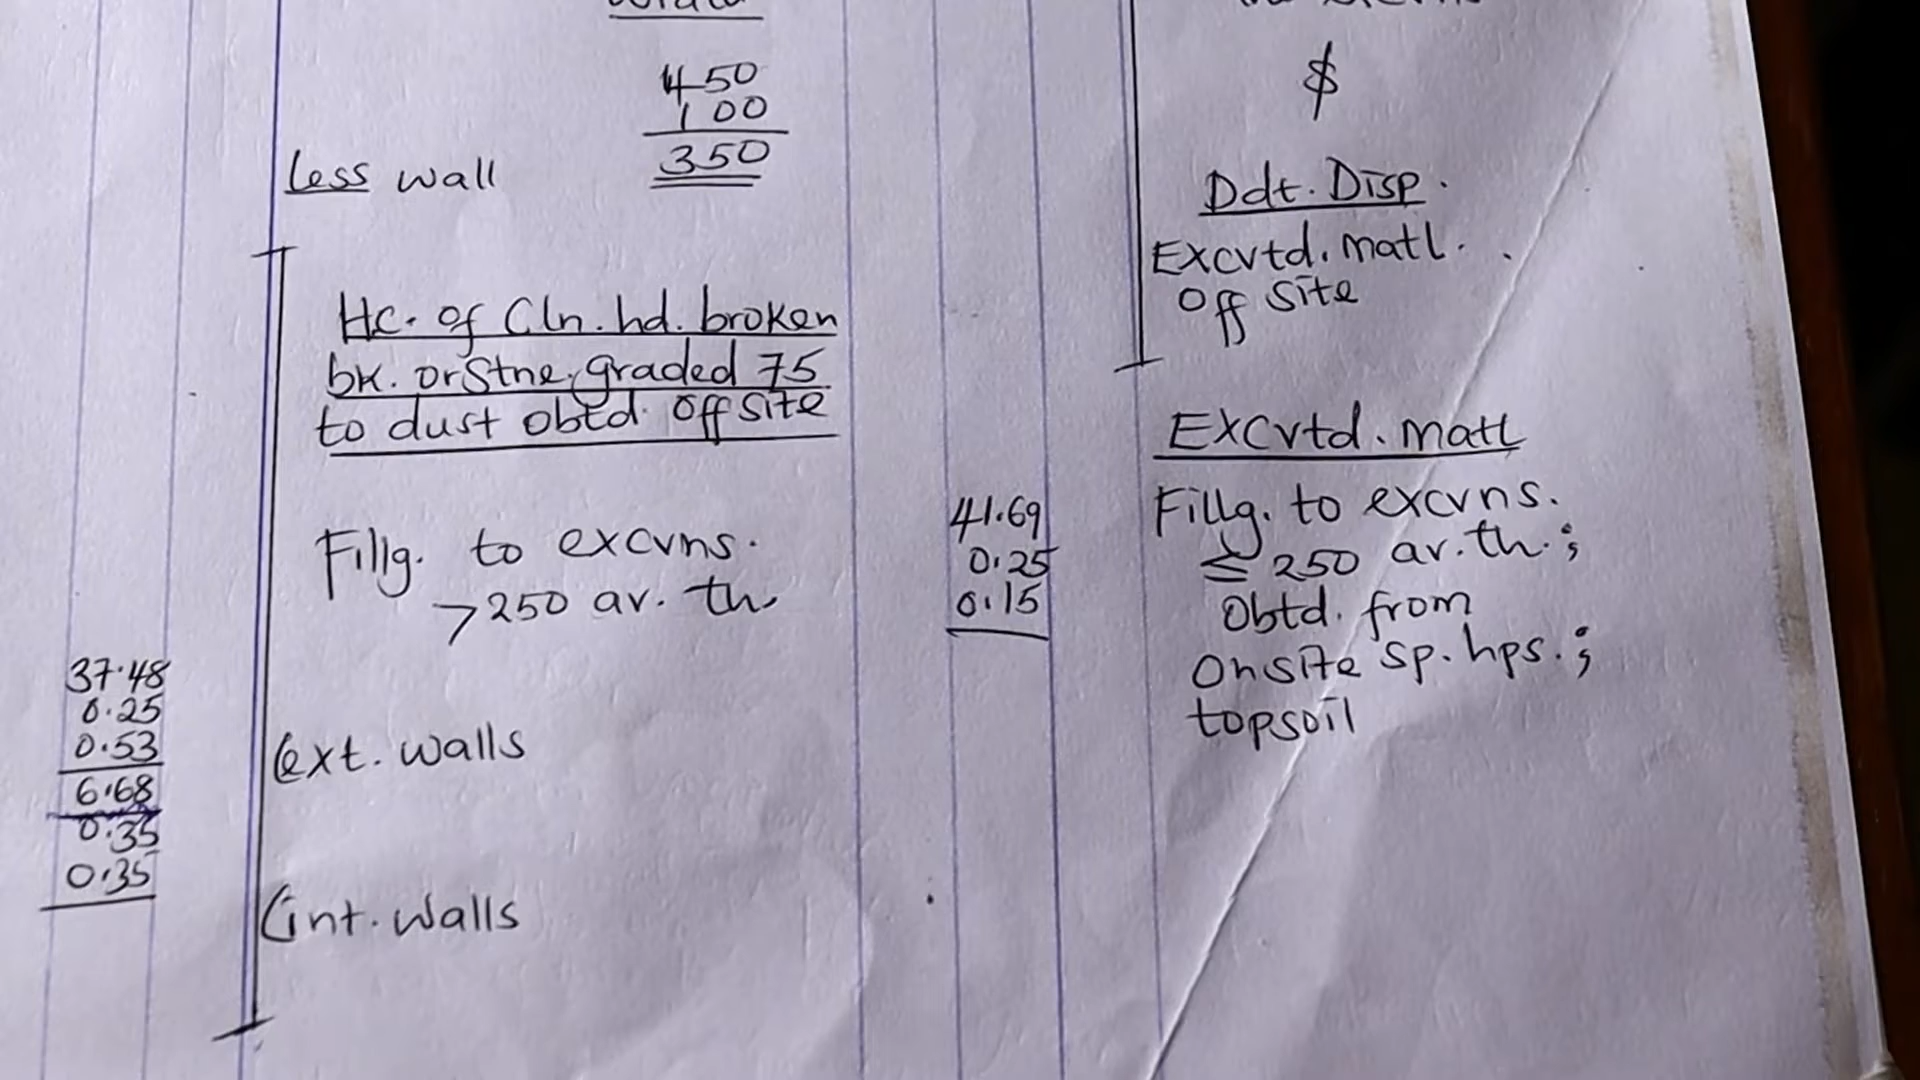 450
100
Less wall 350
Hc. of Cln. hd. broken
bk. or Stne. graded 75
to dust obtd. off site
Fillg. to excvns.
>250 av. th.
37.48
0.25
0.53
(ext. walls
6.68
0.35
0.35
(int. walls
$
Ddt. Disp.
Excvtd. matl.
off site
Excvtd. matl
41.69
0.25
0.15
Fillg. to excvns.
≤ 250 av. th.;
Obtd. from
Onsite sp. hps.;
topsoil